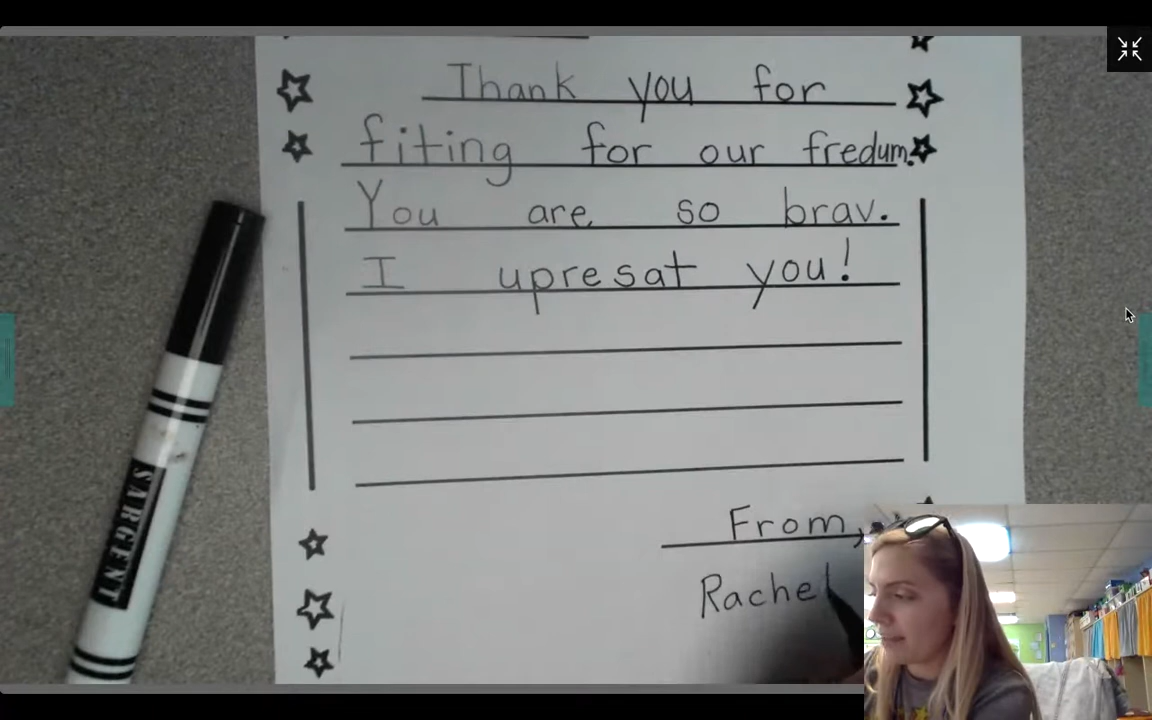 Thank you for
fiting for our fredum.
You are so brav.
I upresat you!
From,
Rachel
SARGENT